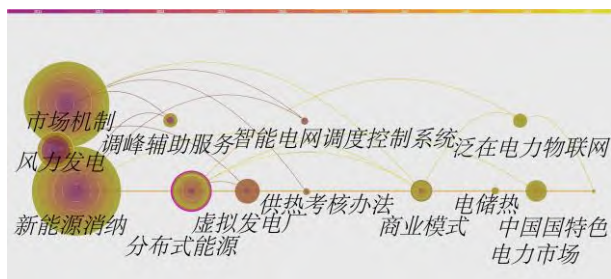 市场机制
调峰辅助服务
智能电网调度控制系统
泛在电力物联网
风力发电
新能源消纳
分布式能源
虚拟发电厂
供热考核办法
商业模式
电储热
中国国特色
电力市场